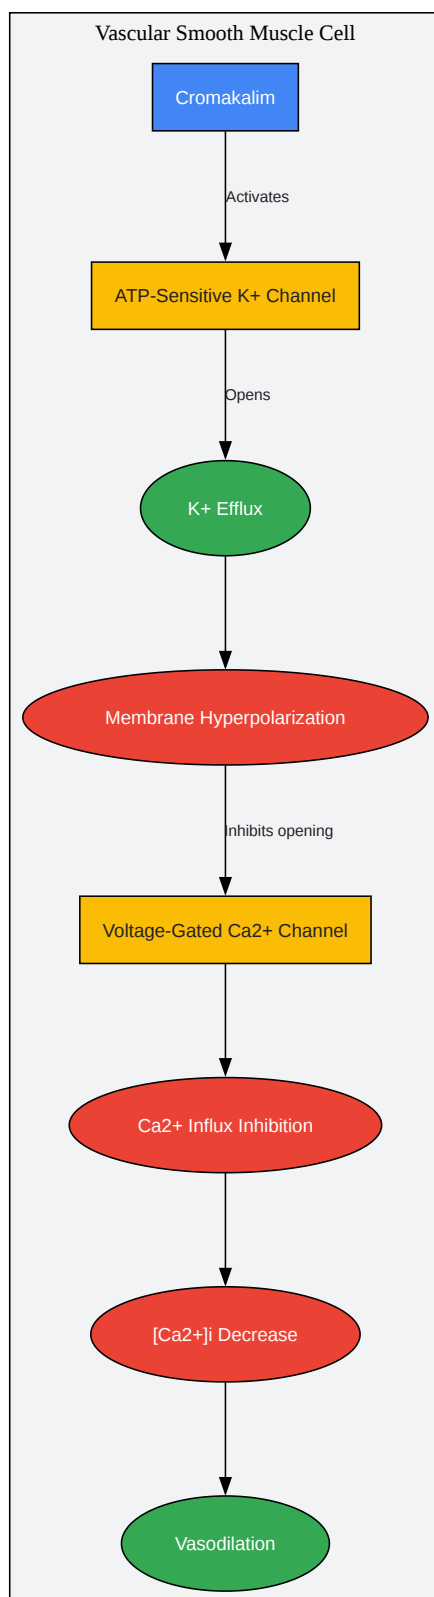 Vascular Smooth Muscle Cell
Cromakalim
Activates
ATP-Sensitive K+ Channel
Opens
K+ Efflux
Membrane Hyperpolarization
Inhibits opening
Voltage-Gated Ca2+ Channel
Ca2+ Influx Inhibition
[Ca2+]i Decrease
Vasodilation